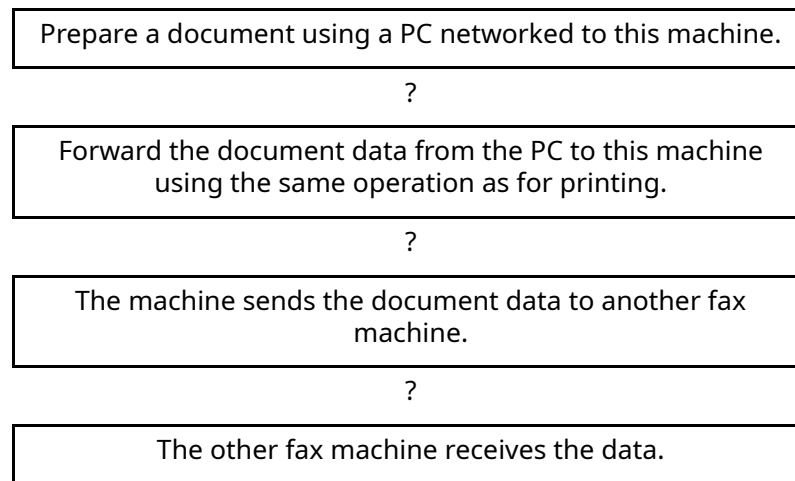 Prepare a document using a PC networked to this machine.
?
Forward the document data from the PC to this machine
using the same operation as for printing.
?
The machine sends the document data to another fax
machine.
?
The other fax machine receives the data.